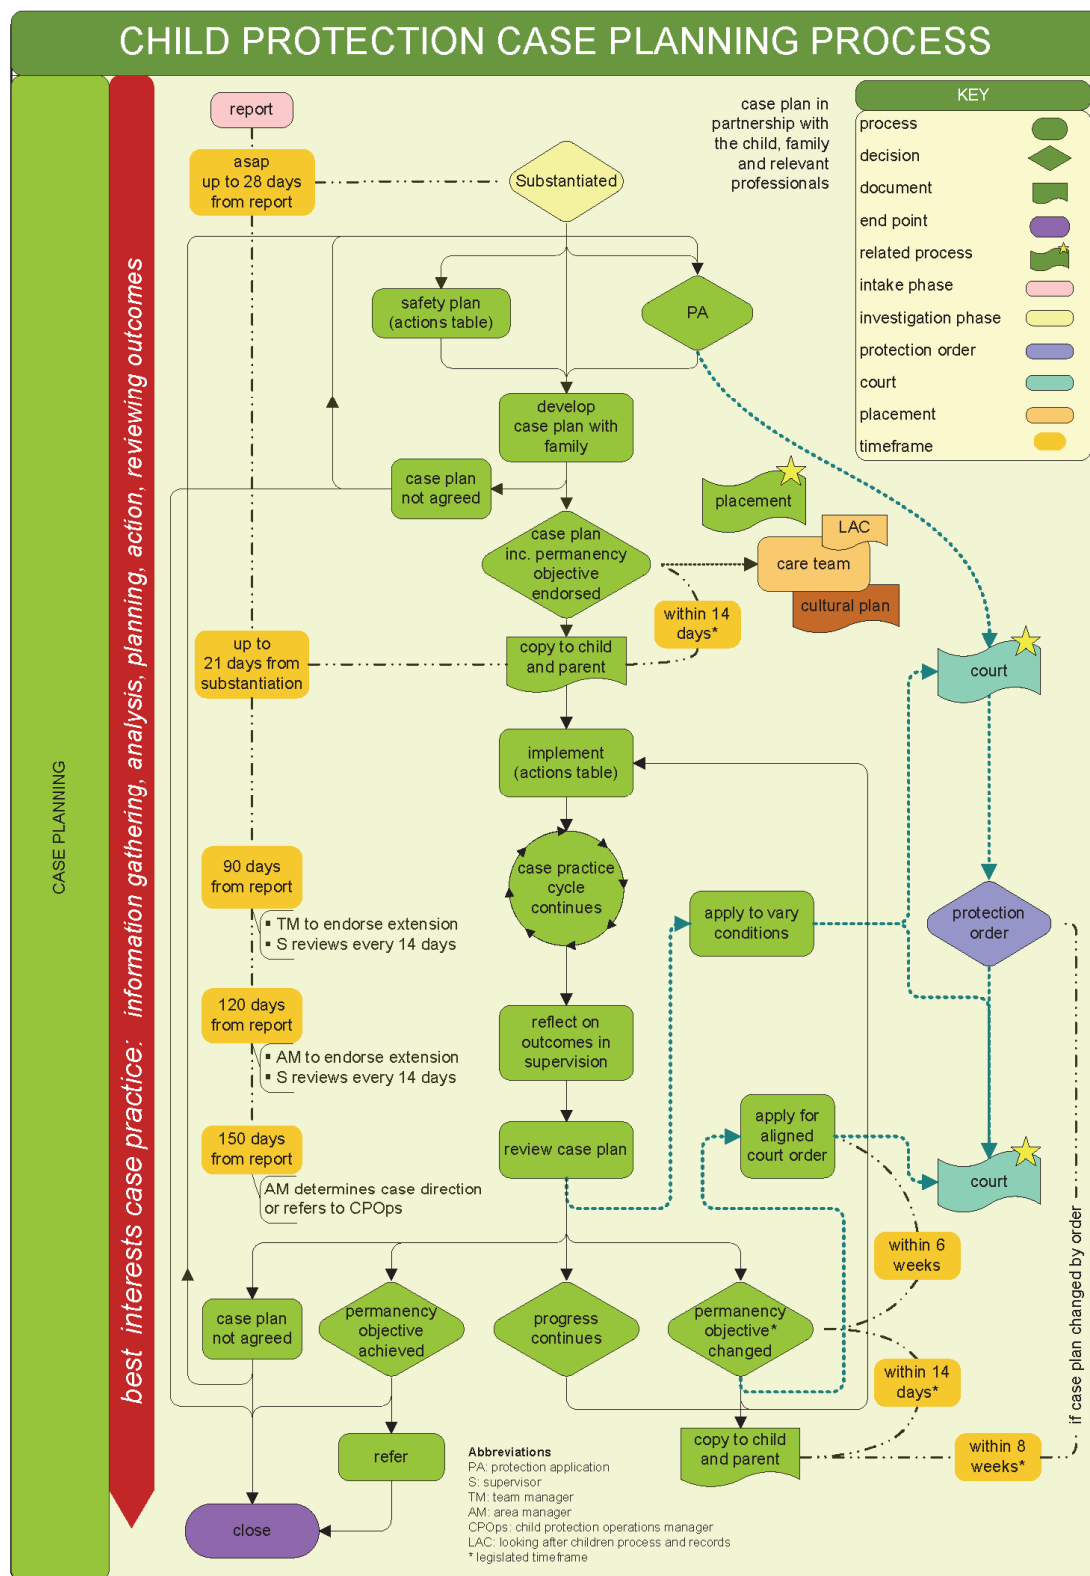 CHILD PROTECTION CASE PLANNING PROCESS
CASE PLANNING
best interests case practice: information gathering, analysis, planning, action, reviewing outcomes
report
asap
up to 28 days
from report
Substantiated
case plan in
partnership with
the child, family
and relevant
professionals
KEY
process
decision
document
end point
related process
intake phase
investigation phase
protection order
court
placement
timeframe
safety plan
(actions table)
PA
develop
case plan with
family
case plan
not agreed
placement
case plan
inc. permanency
objective
endorsed
LAC
care team
cultural plan
within 14
days*
up to
21 days from
substantiation
copy to child
and parent
court
implement
(actions table)
90 days
from report
▪ TM to endorse extension
▪ S reviews every 14 days
case practice
cycle
continues
apply to vary
conditions
protection
order
120 days
from report
▪ AM to endorse extension
▪ S reviews every 14 days
reflect on
outcomes in
supervision
150 days
from report
AM determines case direction
or refers to CPOps
review case plan
apply for
aligned
court order
court
within 6
weeks
if case plan changed by order
case plan
not agreed
permanency
objective
achieved
progress
continues
permanency
objective*
changed
within 14
days*
refer
copy to child
and parent
within 8
weeks*
close
Abbreviations
PA: protection application
S: supervisor
TM: team manager
AM: area manager
CPOps: child protection operations manager
LAC: looking after children process and records
* legislated timeframe